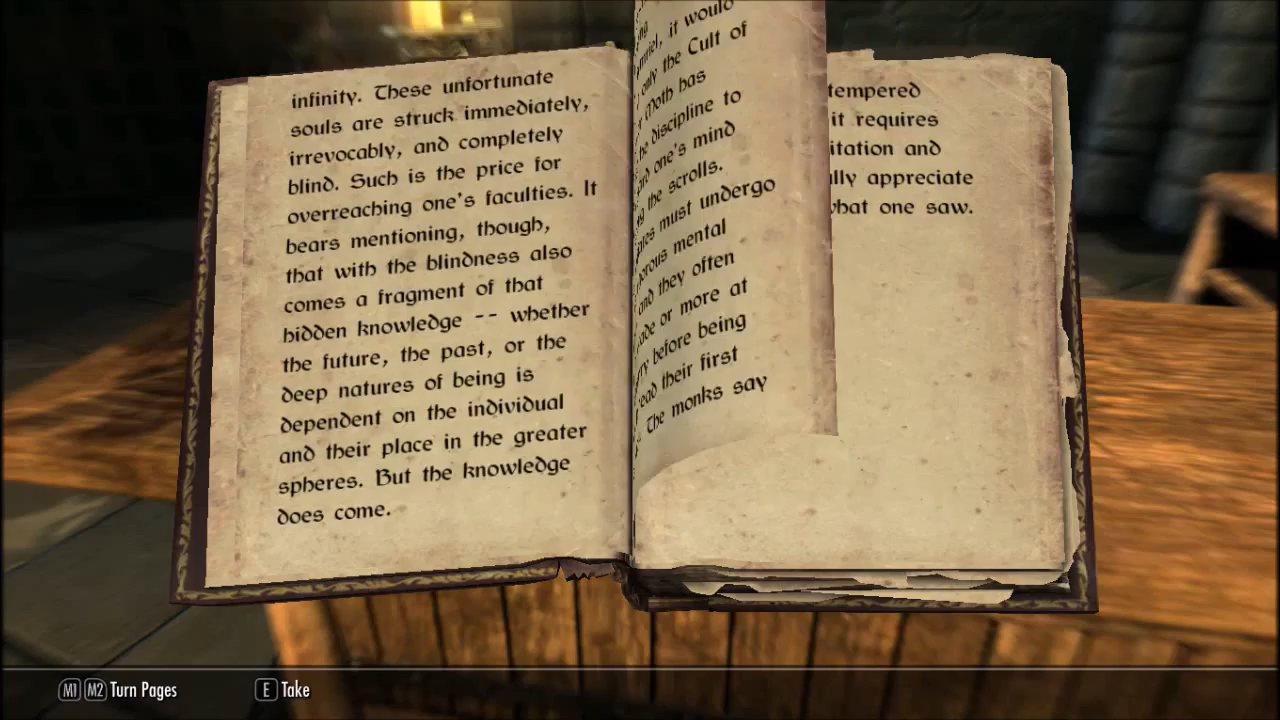 infinity. These unfortunate
souls are struck immediately,
irrevocably, and completely
blind. Such is the price for
overreaching one's faculties. It
bears mentioning, though,
that with the blindness also
comes a fragment of that
hidden knowledge -- whether
the future, the past, or the
deep natures of being is
dependent on the individual
and their place in the greater
spheres. But the knowledge
does come.
it would
only the Cult of
Moth has
discipline to
one's mind
the scrolls.
must undergo
mental
and they often
or more at
before being
their first
The monks say
tempered
it requires
and
appreciate
what one saw.
M1 M2 Turn Pages
E Take